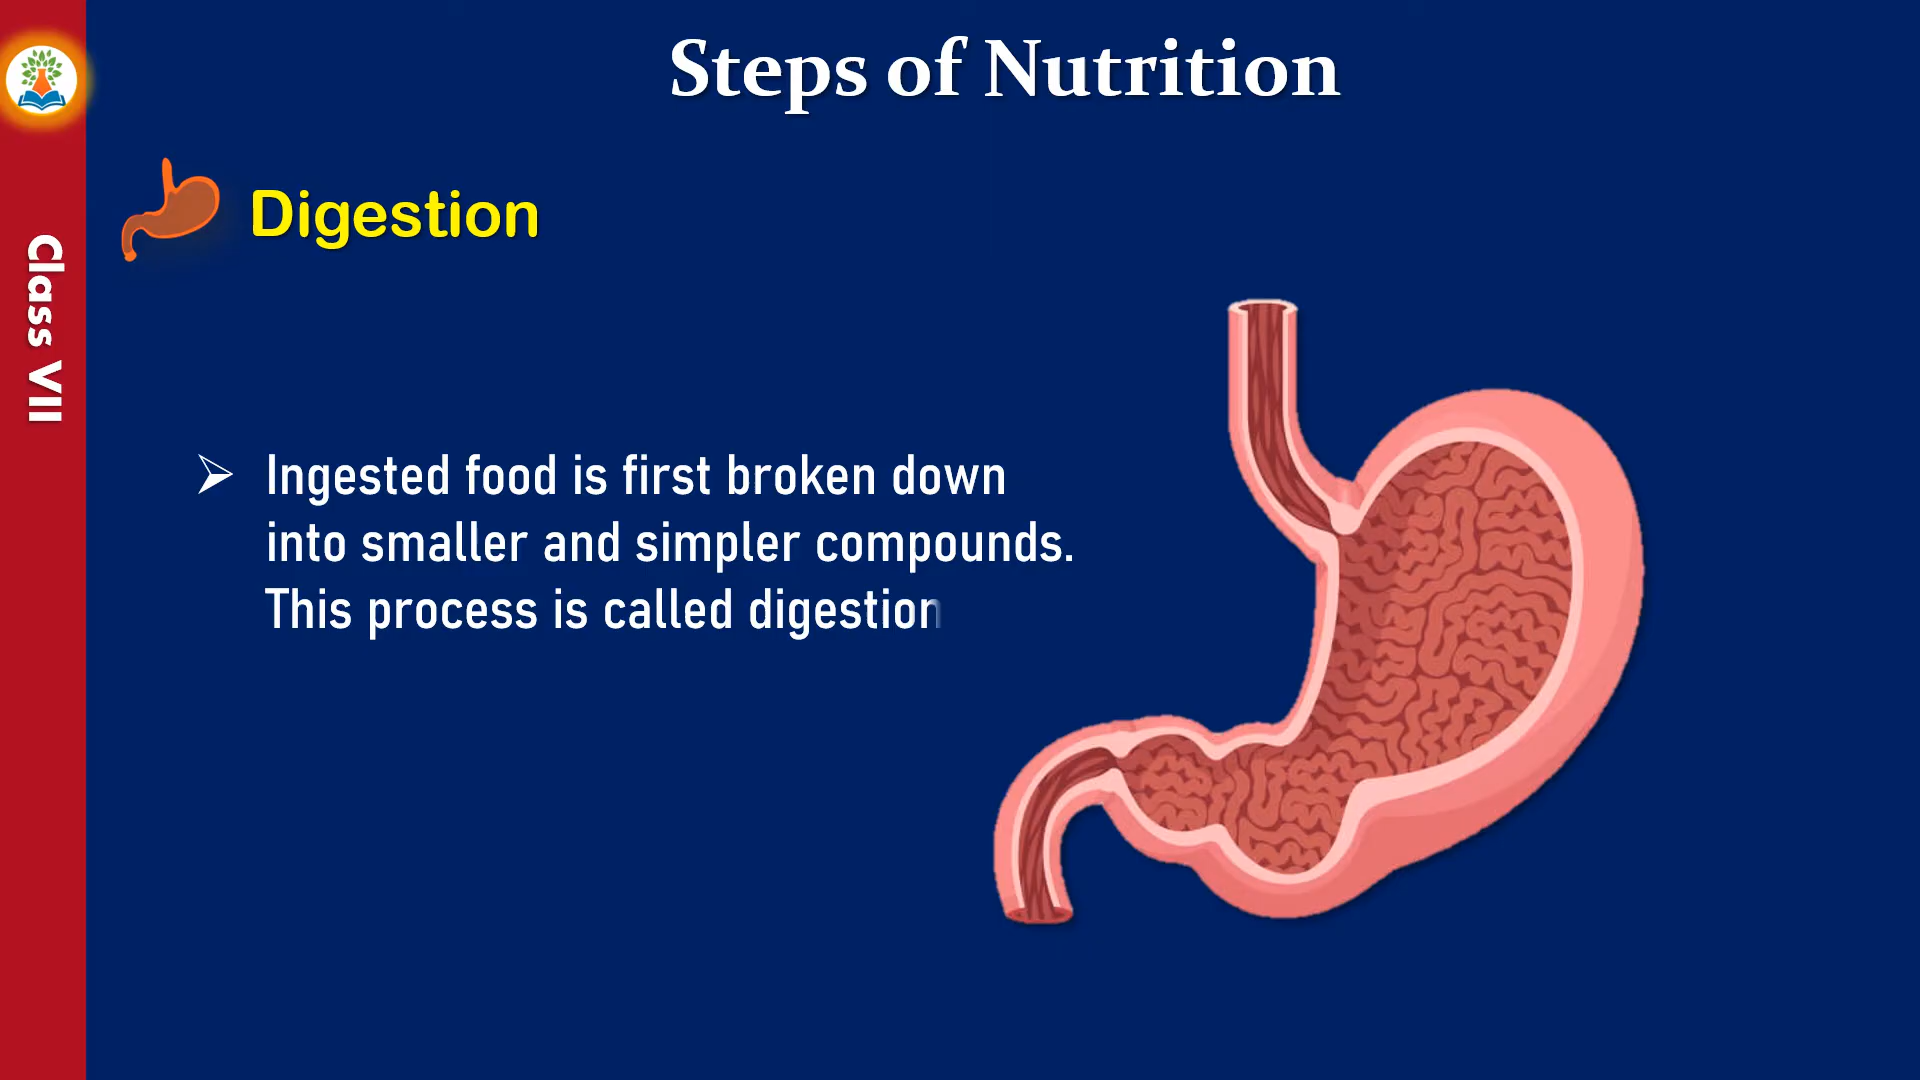 Steps of Nutrition
Class VII
Digestion
➢ Ingested food is first broken down
into smaller and simpler compounds.
This process is called digestion